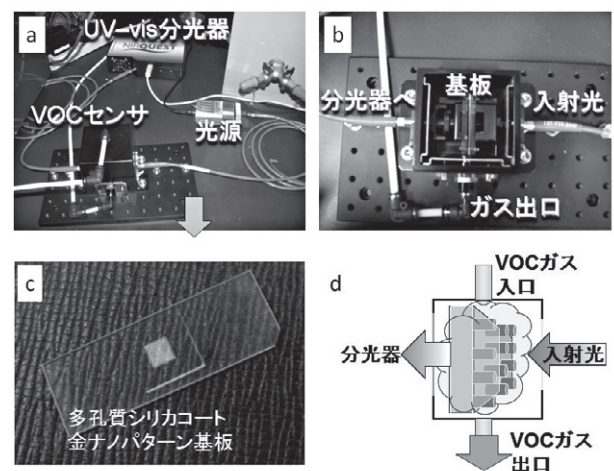 a
UV-vis分光器
NIRQUEST
VOCセンサ
光源
b
基板
分光器へ
入射光
ガス出口
c
多孔質シリカコート
金ナノパターン基板
d
VOCガス
入口
分光器
入射光
VOCガス
出口